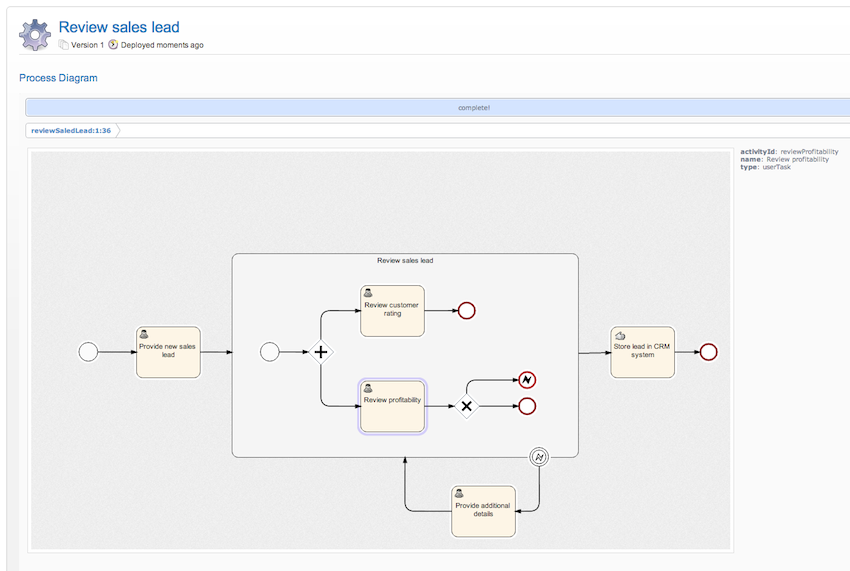 Review sales lead
Version 1 Deployed moments ago
Process Diagram
complete!
reviewSaledLead:1:36
activityId: reviewProfitability
name: Review profitability
type: userTask
Review sales lead
Review customer
rating
Provide new sales
lead
Store lead in CRM
system
Review profitability
Provide additional
details